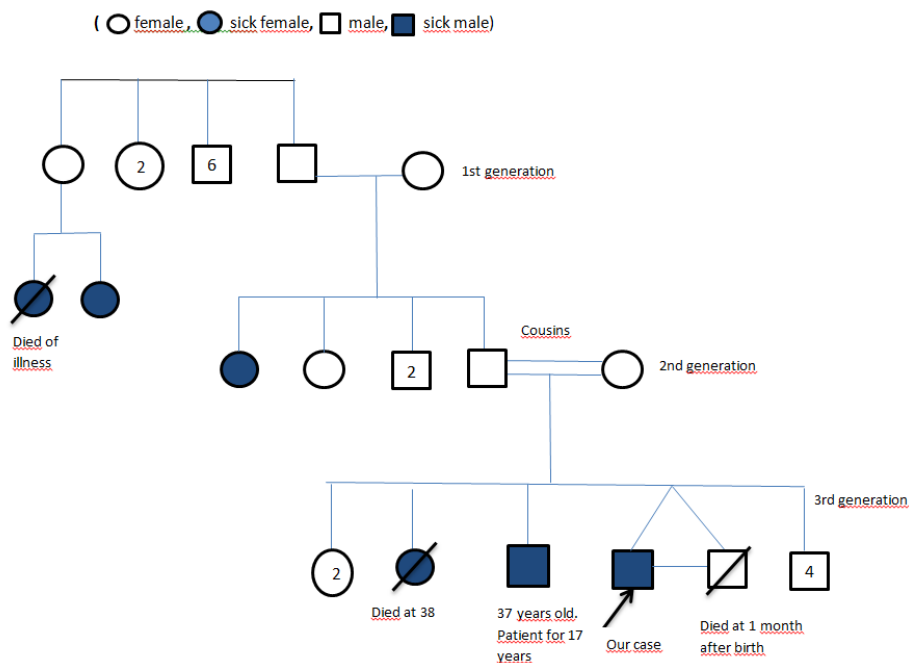 ( female , sick female, male, sick male)
2
6
1st generation
Died of
illness
Cousins
2
2nd generation
3rd generation
2
4
Died at 38
37 years old.
Patient for 17
years
Our case
Died at 1 month
after birth